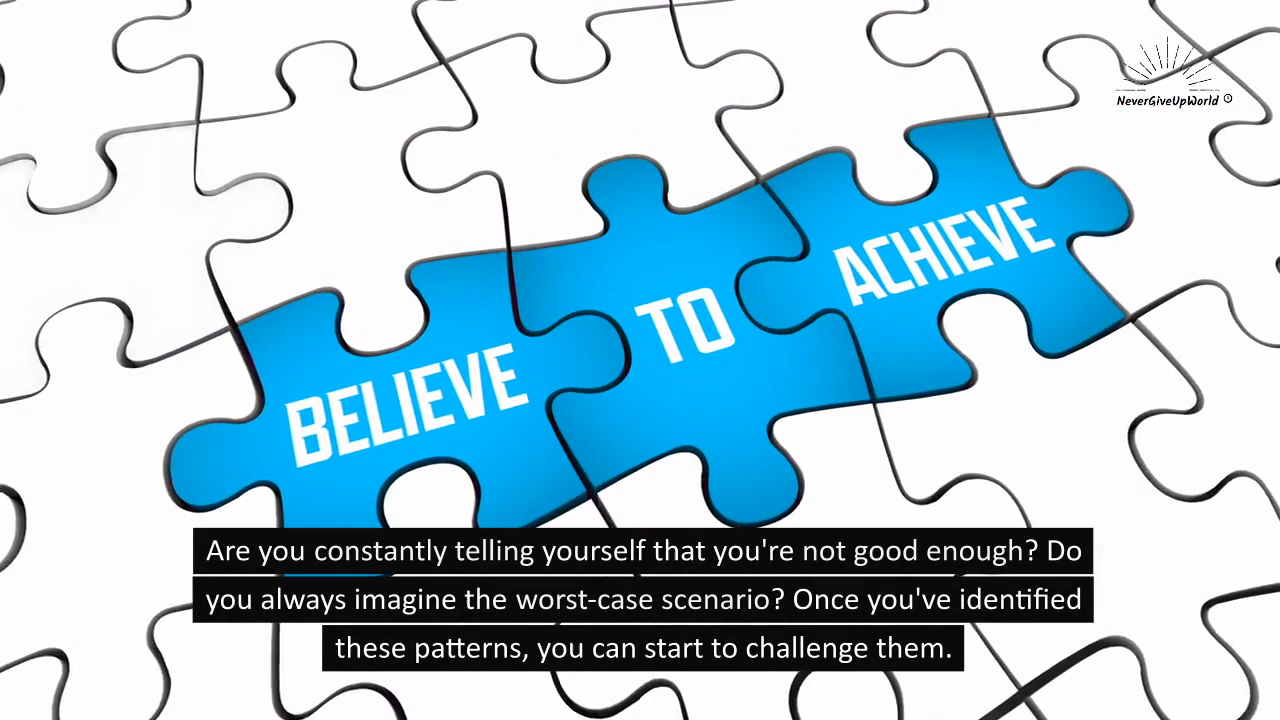 NeverGiveUpWorld
BELIEVE TO ACHIEVE
Are you constantly telling yourself that you're not good enough? Do
you always imagine the worst-case scenario? Once you've identified
these patterns, you can start to challenge them.